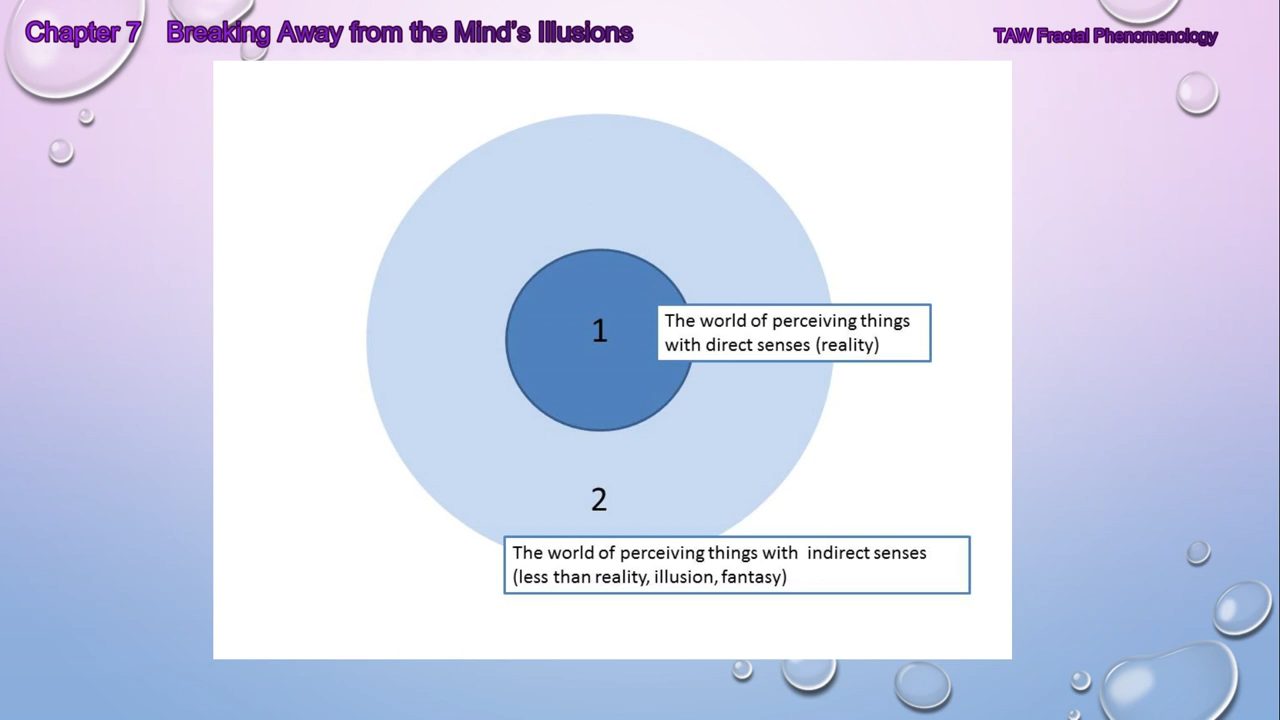 Chapter 7 Breaking Away from the Mind's Illusions
TAW Fractal Phenomenology
1
The world of perceiving things
with direct senses (reality)
2
The world of perceiving things with indirect senses
(less than reality, illusion, fantasy)